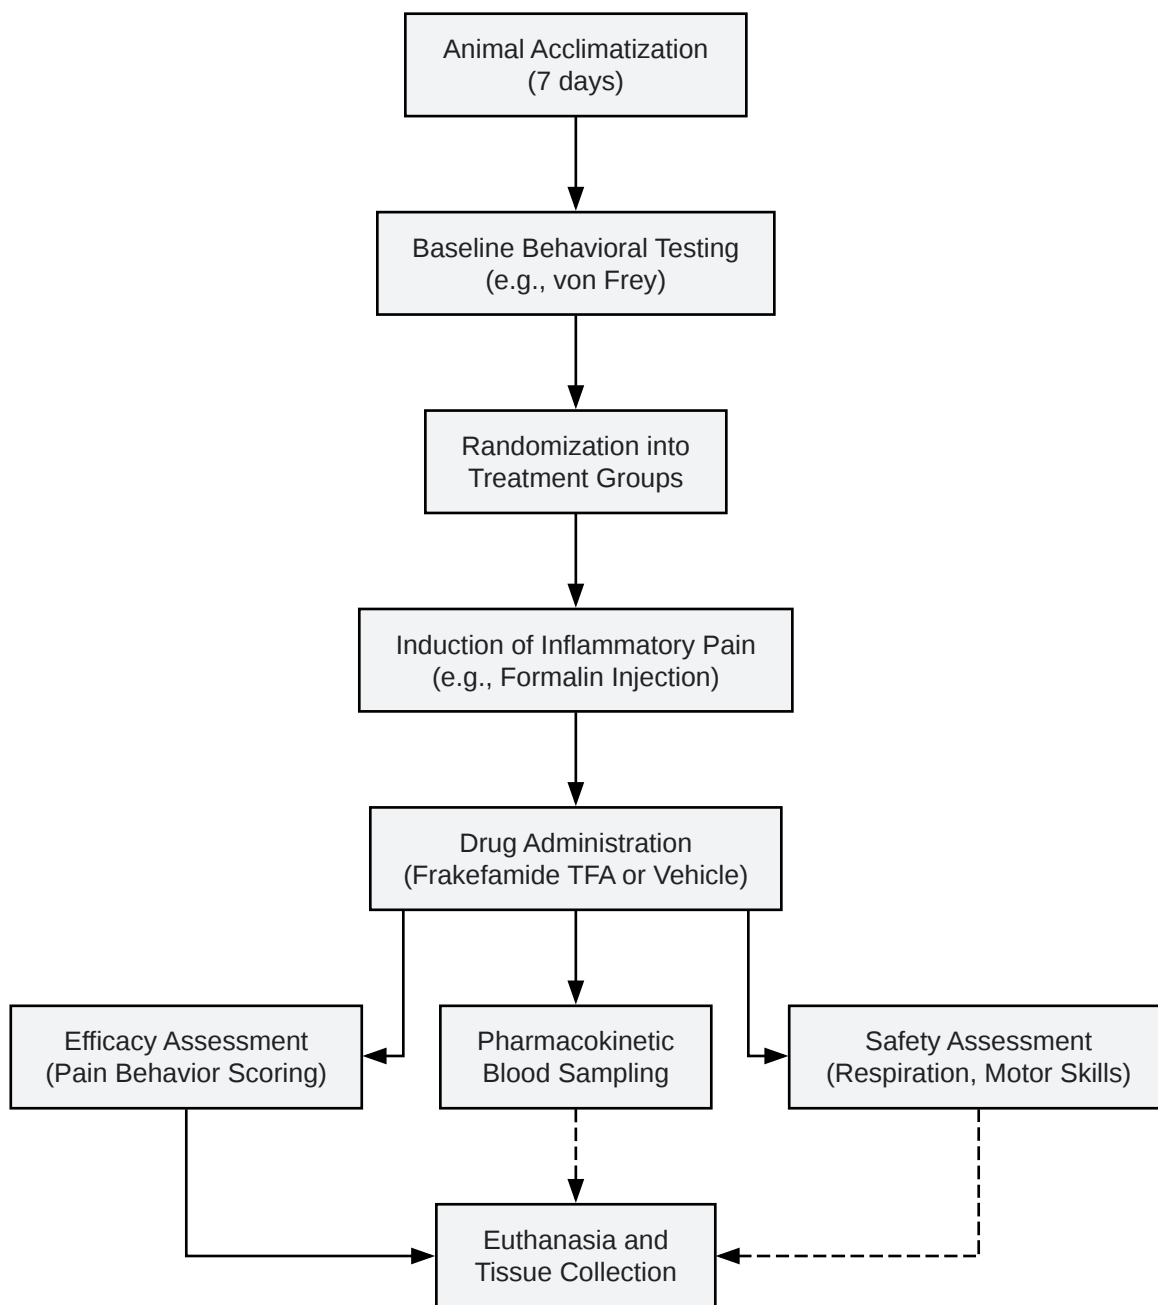 Animal Acclimatization
(7 days)
Baseline Behavioral Testing
(e.g., von Frey)
Randomization into
Treatment Groups
Induction of Inflammatory Pain
(e.g., Formalin Injection)
Drug Administration
(Frakefamide TFA or Vehicle)
Efficacy Assessment
(Pain Behavior Scoring)
Pharmacokinetic
Blood Sampling
Safety Assessment
(Respiration, Motor Skills)
Euthanasia and
Tissue Collection